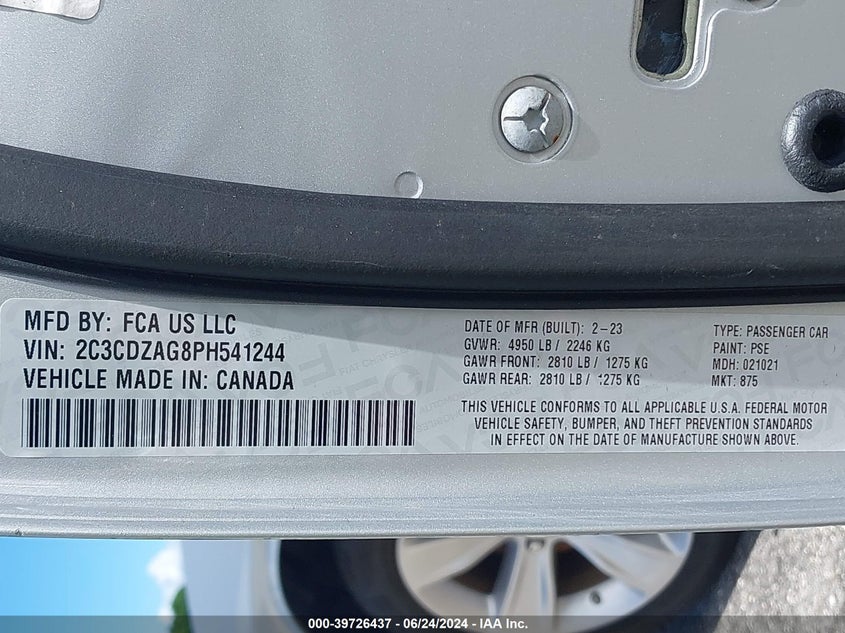 MFD BY: FCA US LLC
VIN: 2C3CDZAG8PH541244
VEHICLE MADE IN: CANADA
DATE OF MFR (BUILT): 2-23
GVWR: 4950 LB / 2246 KG
GAWR FRONT: 2810 LB / 1275 KG
GAWR REAR: 2810 LB / 1275 KG
TYPE: PASSENGER CAR
PAINT: PSE
MDH: 021021
MKT: 875
THIS VEHICLE CONFORMS TO ALL APPLICABLE U.S.A. FEDERAL MOTOR
VEHICLE SAFETY, BUMPER, AND THEFT PREVENTION STANDARDS
IN EFFECT ON THE DATE OF MANUFACTURE SHOWN ABOVE.
000-39726437 - 06/24/2024 - IAA Inc.